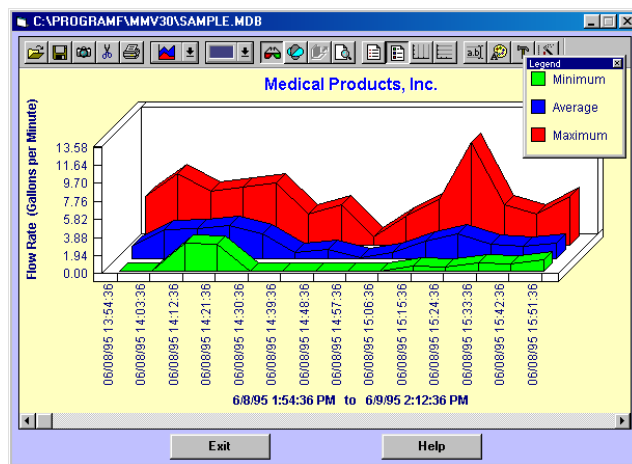 C:\PROGRAMF\MMV30\SAMPLE.MDB
a.b
Legend
Minimum
Average
Maximum
Medical Products, Inc.
Flow Rate (Gallons per Minute)
13.58
11.64
9.70
7.76
5.82
3.88
1.94
0.00
06/08/95 13:54:36
06/08/95 14:03:36
06/08/95 14:12:36
06/08/95 14:21:36
06/08/95 14:30:36
06/08/95 14:39:36
06/08/95 14:48:36
06/08/95 14:57:36
06/08/95 15:06:36
06/08/95 15:15:36
06/08/95 15:24:36
06/08/95 15:33:36
06/08/95 15:42:36
06/08/95 15:51:36
6/8/95 1:54:36 PM to 6/9/95 2:12:36 PM
Exit
Help